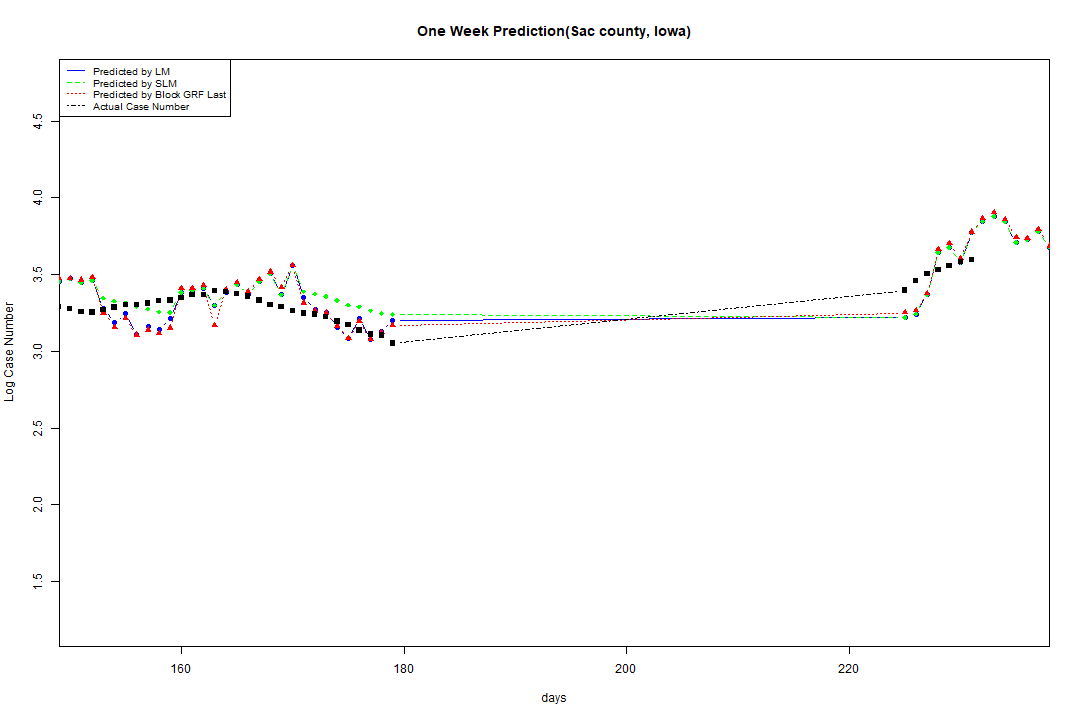 One Week Prediction(Sac county, Iowa)
Predicted by LM
Predicted by SLM
Predicted by Block GRF Last
Actual Case Number
Log Case Number
4.5
4.0
3.5
3.0
2.5
2.0
1.5
160 180 200 220
days